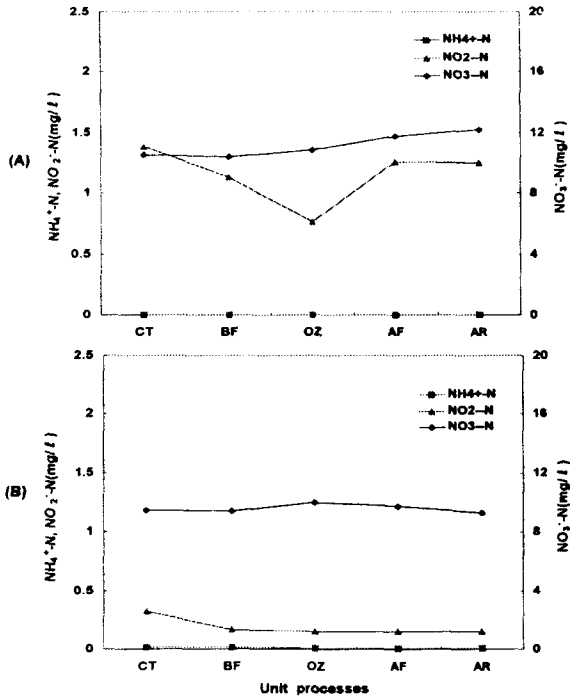 (A)
NH₄⁺-N, NO₂⁻-N(mg/ℓ)
2.5
2
1.5
1
0.5
0
NH4+-N
NO2--N
NO3--N
20
16
12
8
4
0
NO₃⁻-N(mg/ℓ)
CT BF OZ AF AR
(B)
NH₄⁺-N, NO₂⁻-N(mg/ℓ)
2.5
2
1.5
1
0.5
0
NH4+-N
NO2--N
NO3--N
20
16
12
8
4
0
NO₃⁻-N(mg/ℓ)
CT BF OZ AF AR
Unit processes